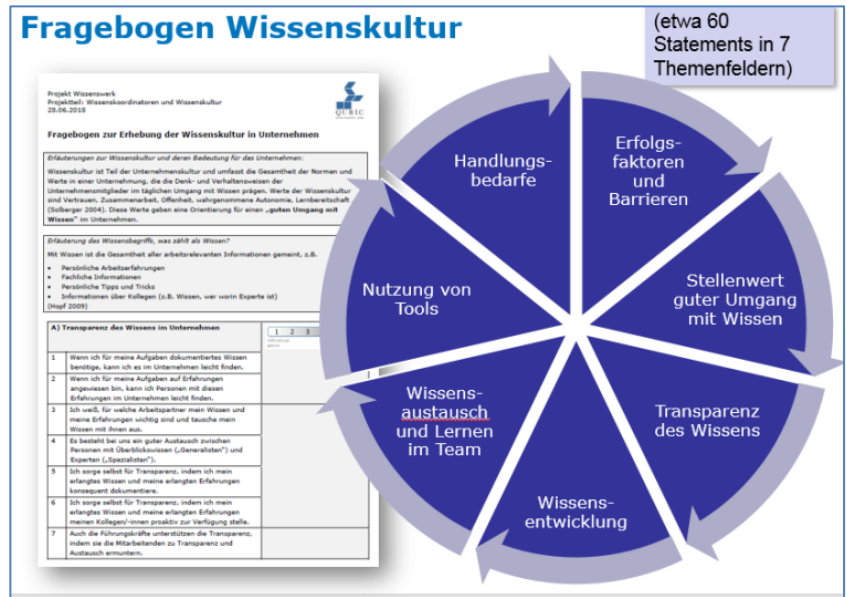 Fragebogen Wissenskultur
(etwa 60
Statements in 7
Themenfeldern)
Projekt Wissenswerk
Projektteil: Wissenskoordinatoren und Wissenskultur
28.06.2018
QUBIC
Fragebogen zur Erhebung der Wissenskultur in Unternehmen
Erläuterungen zur Wissenskultur und deren Bedeutung für das Unternehmen:
Wissenskultur ist Teil der Unternehmenskultur und umfasst die Gesamtheit der Normen und
Werte in einer Unternehmung, die die Denk- und Verhaltensweisen der
Unternehmensmitglieder im täglichen Umgang mit Wissen prägen. Werte der Wissenskultur
sind Vertrauen, Zusammenarbeit, Offenheit, wahrgenommene Autonomie, Lernbereitschaft
(Solberger 2004). Diese Werte geben eine Orientierung für einen „guten Umgang mit
Wissen" im Unternehmen.
Erläuterung des Wissensbegriffs, was zählt als Wissen?
Mit Wissen ist die Gesamtheit aller arbeitsrelevanten Informationen gemeint, z.B.
• Persönliche Arbeitserfahrungen
• Fachliche Informationen
• Persönliche Tipps und Tricks
• Informationen über Kollegen (z.B. Wissen, wer worin Experte ist)
(Hopf 2009)
A) Transparenz des Wissens im Unternehmen
1 2 3
1 Wenn ich für meine Aufgaben dokumentiertes Wissen
benötige, kann ich es im Unternehmen leicht finden.
2 Wenn ich für meine Aufgaben auf Erfahrungen
angewiesen bin, kann ich Personen mit diesen
Erfahrungen im Unternehmen leicht finden.
3 Ich weiß, für welche Arbeitspartner mein Wissen und
meine Erfahrungen wichtig sind und tausche mein
Wissen mit ihnen aus.
4 Es besteht bei uns ein guter Austausch zwischen
Personen mit Überblickswissen („Generalisten") und
Experten („Spezialisten").
5 Ich sorge selbst für Transparenz, indem ich mein
erlangtes Wissen und meine erlangten Erfahrungen
konsequent dokumentiere.
6 Ich sorge selbst für Transparenz, indem ich mein
erlangtes Wissen und meine erlangten Erfahrungen
meinen Kollegen/-innen proaktiv zur Verfügung stelle.
7 Auch die Führungskräfte unterstützen die Transparenz,
indem sie die Mitarbeitenden zu Transparenz und
Austausch ermuntern.
Erfolgs-
faktoren
und
Barrieren
Stellenwert
guter Umgang
mit Wissen
Transparenz
des Wissens
Wissens-
entwicklung
Wissens-
austausch
und Lernen
im Team
Nutzung von
Tools
Handlungs-
bedarfe